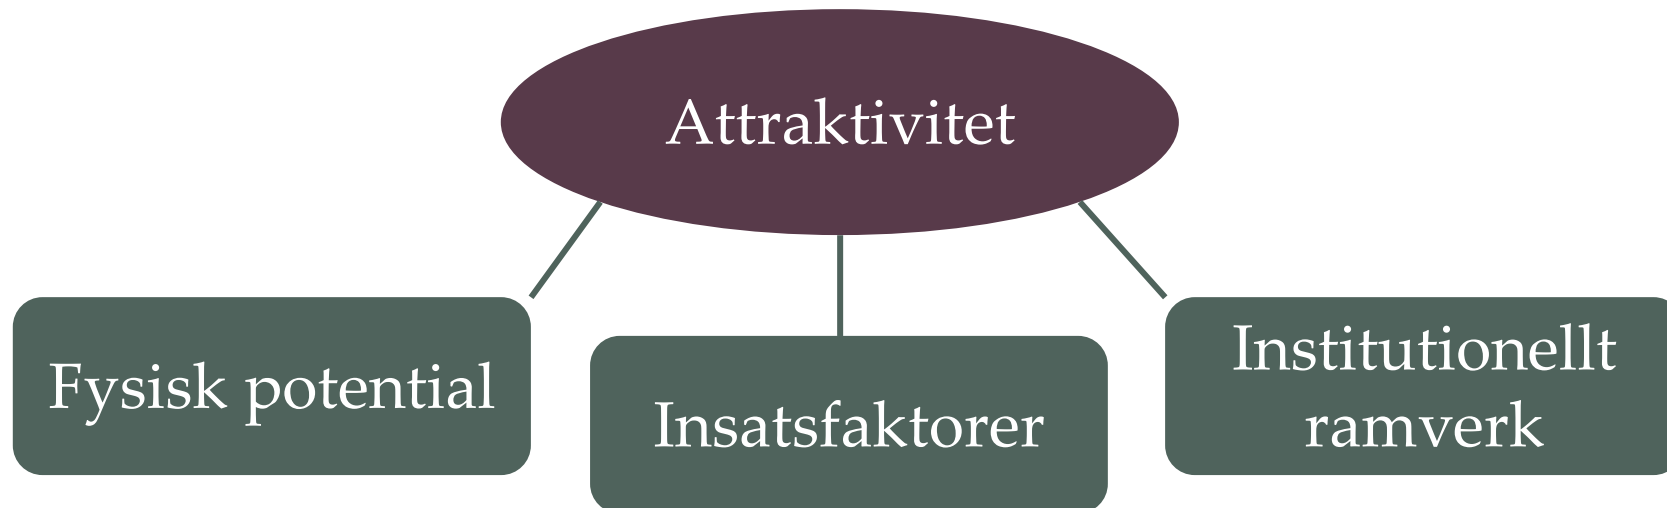 Attraktivitet
Fysisk potential
Insatsfaktorer
Institutionellt
ramverk